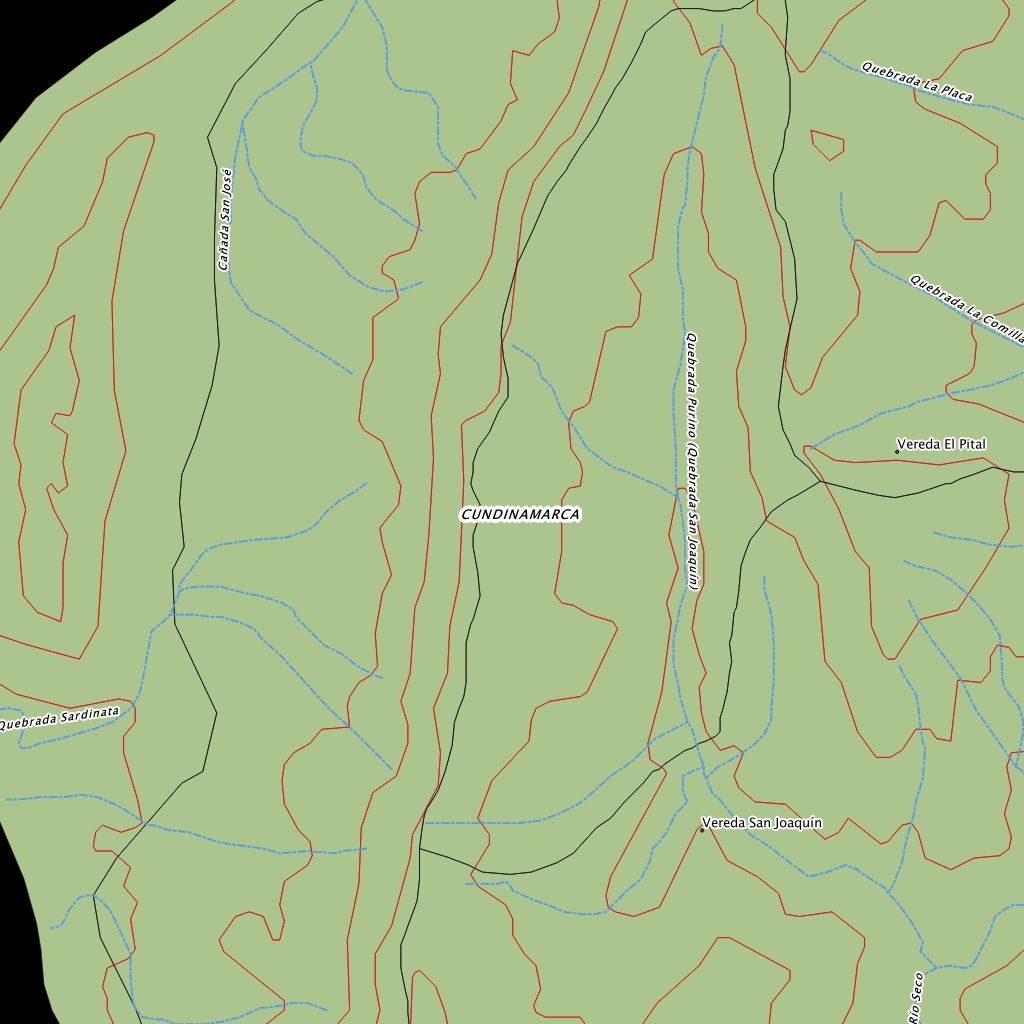 Quebrada La Placa
Cañada San José
Quebrada La Comilla
Quebrada Purino (Quebrada San Joaquín)
Vereda El Pital
CUNDINAMARCA
Quebrada Sardinata
Vereda San Joaquín
Río Seco